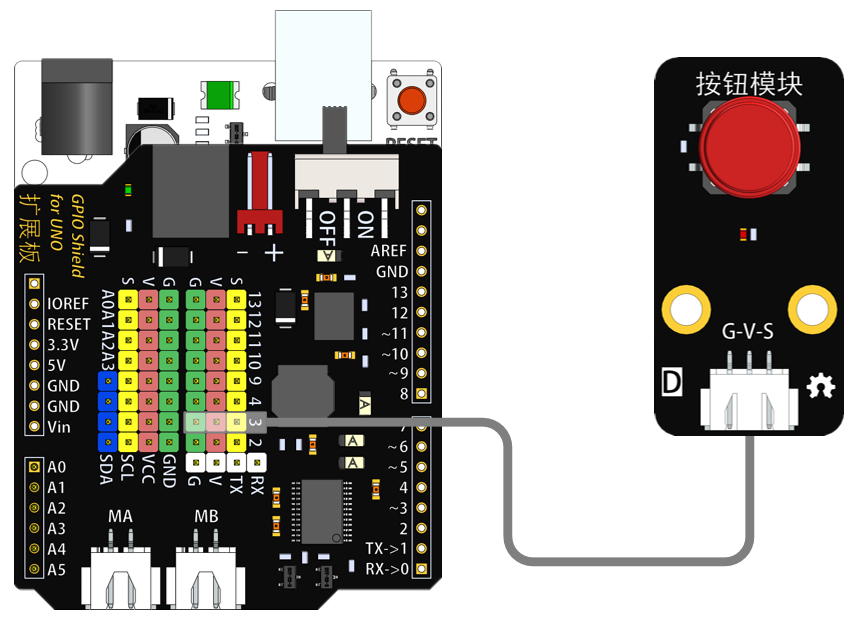 RESET
GPIO Shield
for UNO
扩展板
- +
OFF
ON
S V G G V S
IOREF
RESET
3.3V
5V
GND
GND
Vin
A0
A1
A2
A3
A4
A5
A0
A1
A2
A3
13
12
11
10
9
4
3
2
SDA
SCL
VCC
GND
G
V
TX
RX
MA
MB
A
A
A
A
AREF
GND
13
12
~11
~10
~9
8
7
~6
~5
4
~3
2
TX->1
RX->0
按钮模块
G-V-S
D